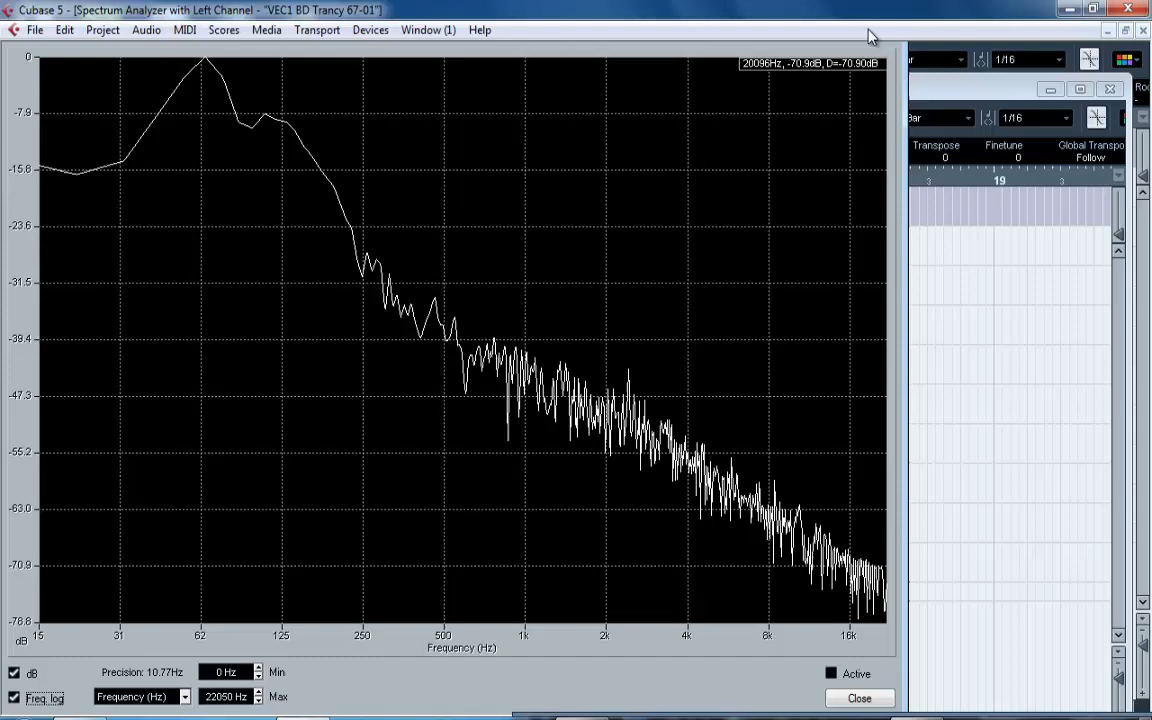 Cubase 5 - [Spectrum Analyzer with Left Channel - "VEC1 BD Trancy 67-01"]
File Edit Project Audio MIDI Scores Media Transport Devices Window (1) Help
20096Hz, -70.9dB, D=-70.90dB
1/16
1/16
Transpose Finetune Global Transpo
0 0 Follow
3 19 3
0
-7.9
-15.8
-23.6
-31.5
-39.4
-47.3
-55.2
-63.0
-70.9
-78.8
dB 15 31 62 125 250 500 1k 2k 4k 8k 16k
Frequency (Hz)
dB Precision: 10.77Hz 0 Hz Min Active
Freq. log Frequency (Hz) 22050 Hz Max Close